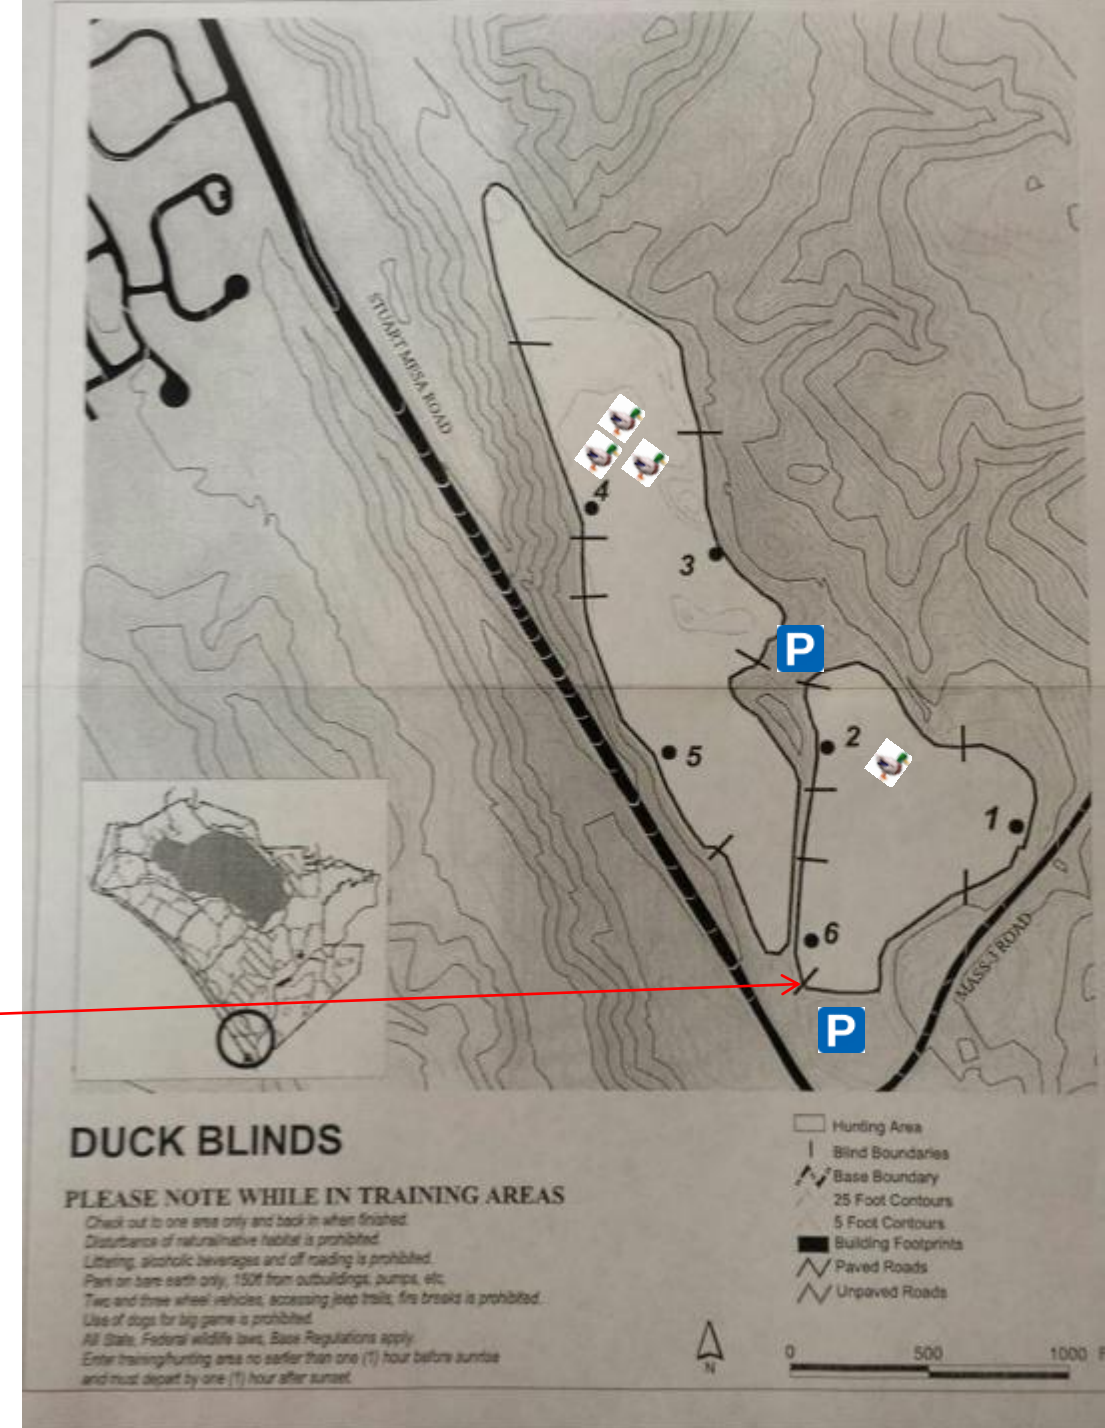 STUART MESA ROAD
4
3
P
2
5
1
6
MASS-3 ROAD
P
DUCK BLINDS
PLEASE NOTE WHILE IN TRAINING AREAS
Check out to one area only and back in when finished.
Disturbance of natural/native habitat is prohibited.
Littering, alcoholic beverages and off roading is prohibited.
Park on bare earth only, 150ft from outbuildings, pumps, etc.
Two and three wheel vehicles, accessing jeep trails, fire breaks is prohibited.
Use of dogs for big game is prohibited.
All State, Federal wildlife laws, Base Regulations apply.
Enter training/hunting area no earlier than one (1) hour before sunrise
and must depart by one (1) hour after sunset.
Hunting Area
Blind Boundaries
Base Boundary
25 Foot Contours
5 Foot Contours
Building Footprints
Paved Roads
Unpaved Roads
N
0 500 1000